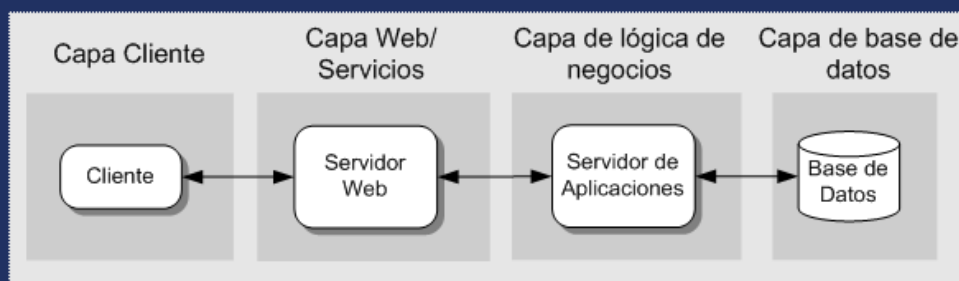 Capa Cliente
Capa Web/
Servicios
Capa de lógica de
negocios
Capa de base de
datos
Cliente
Servidor
Web
Servidor de
Aplicaciones
Base de
Datos